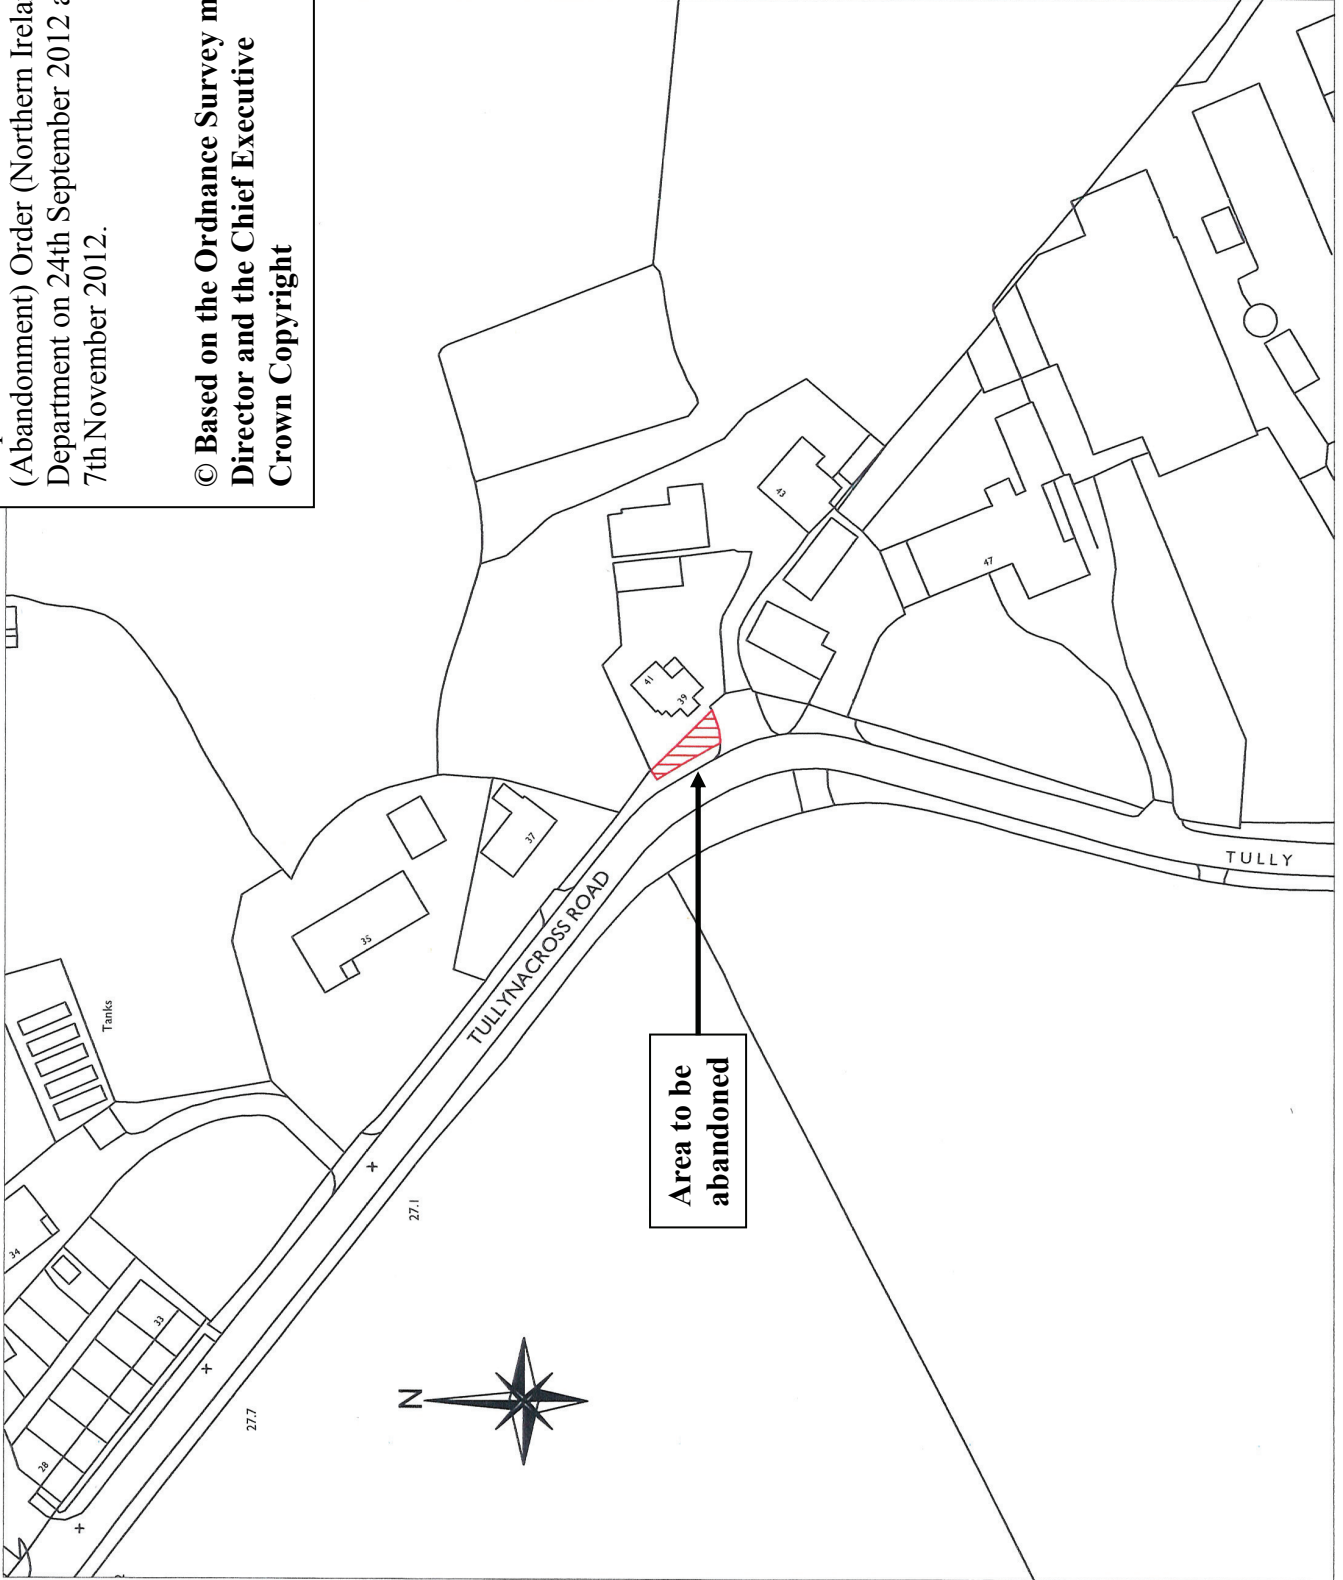 (Abandonment) Order (Northern Irela
Department on 24th September 2012 a
7th November 2012.
© Based on the Ordnance Survey m
Director and the Chief Executive
Crown Copyright
Tanks
34
33
28
35
37
41
39
43
47
TULLYNACROSS ROAD
TULLY
27.1
27.7
Area to be
abandoned
N